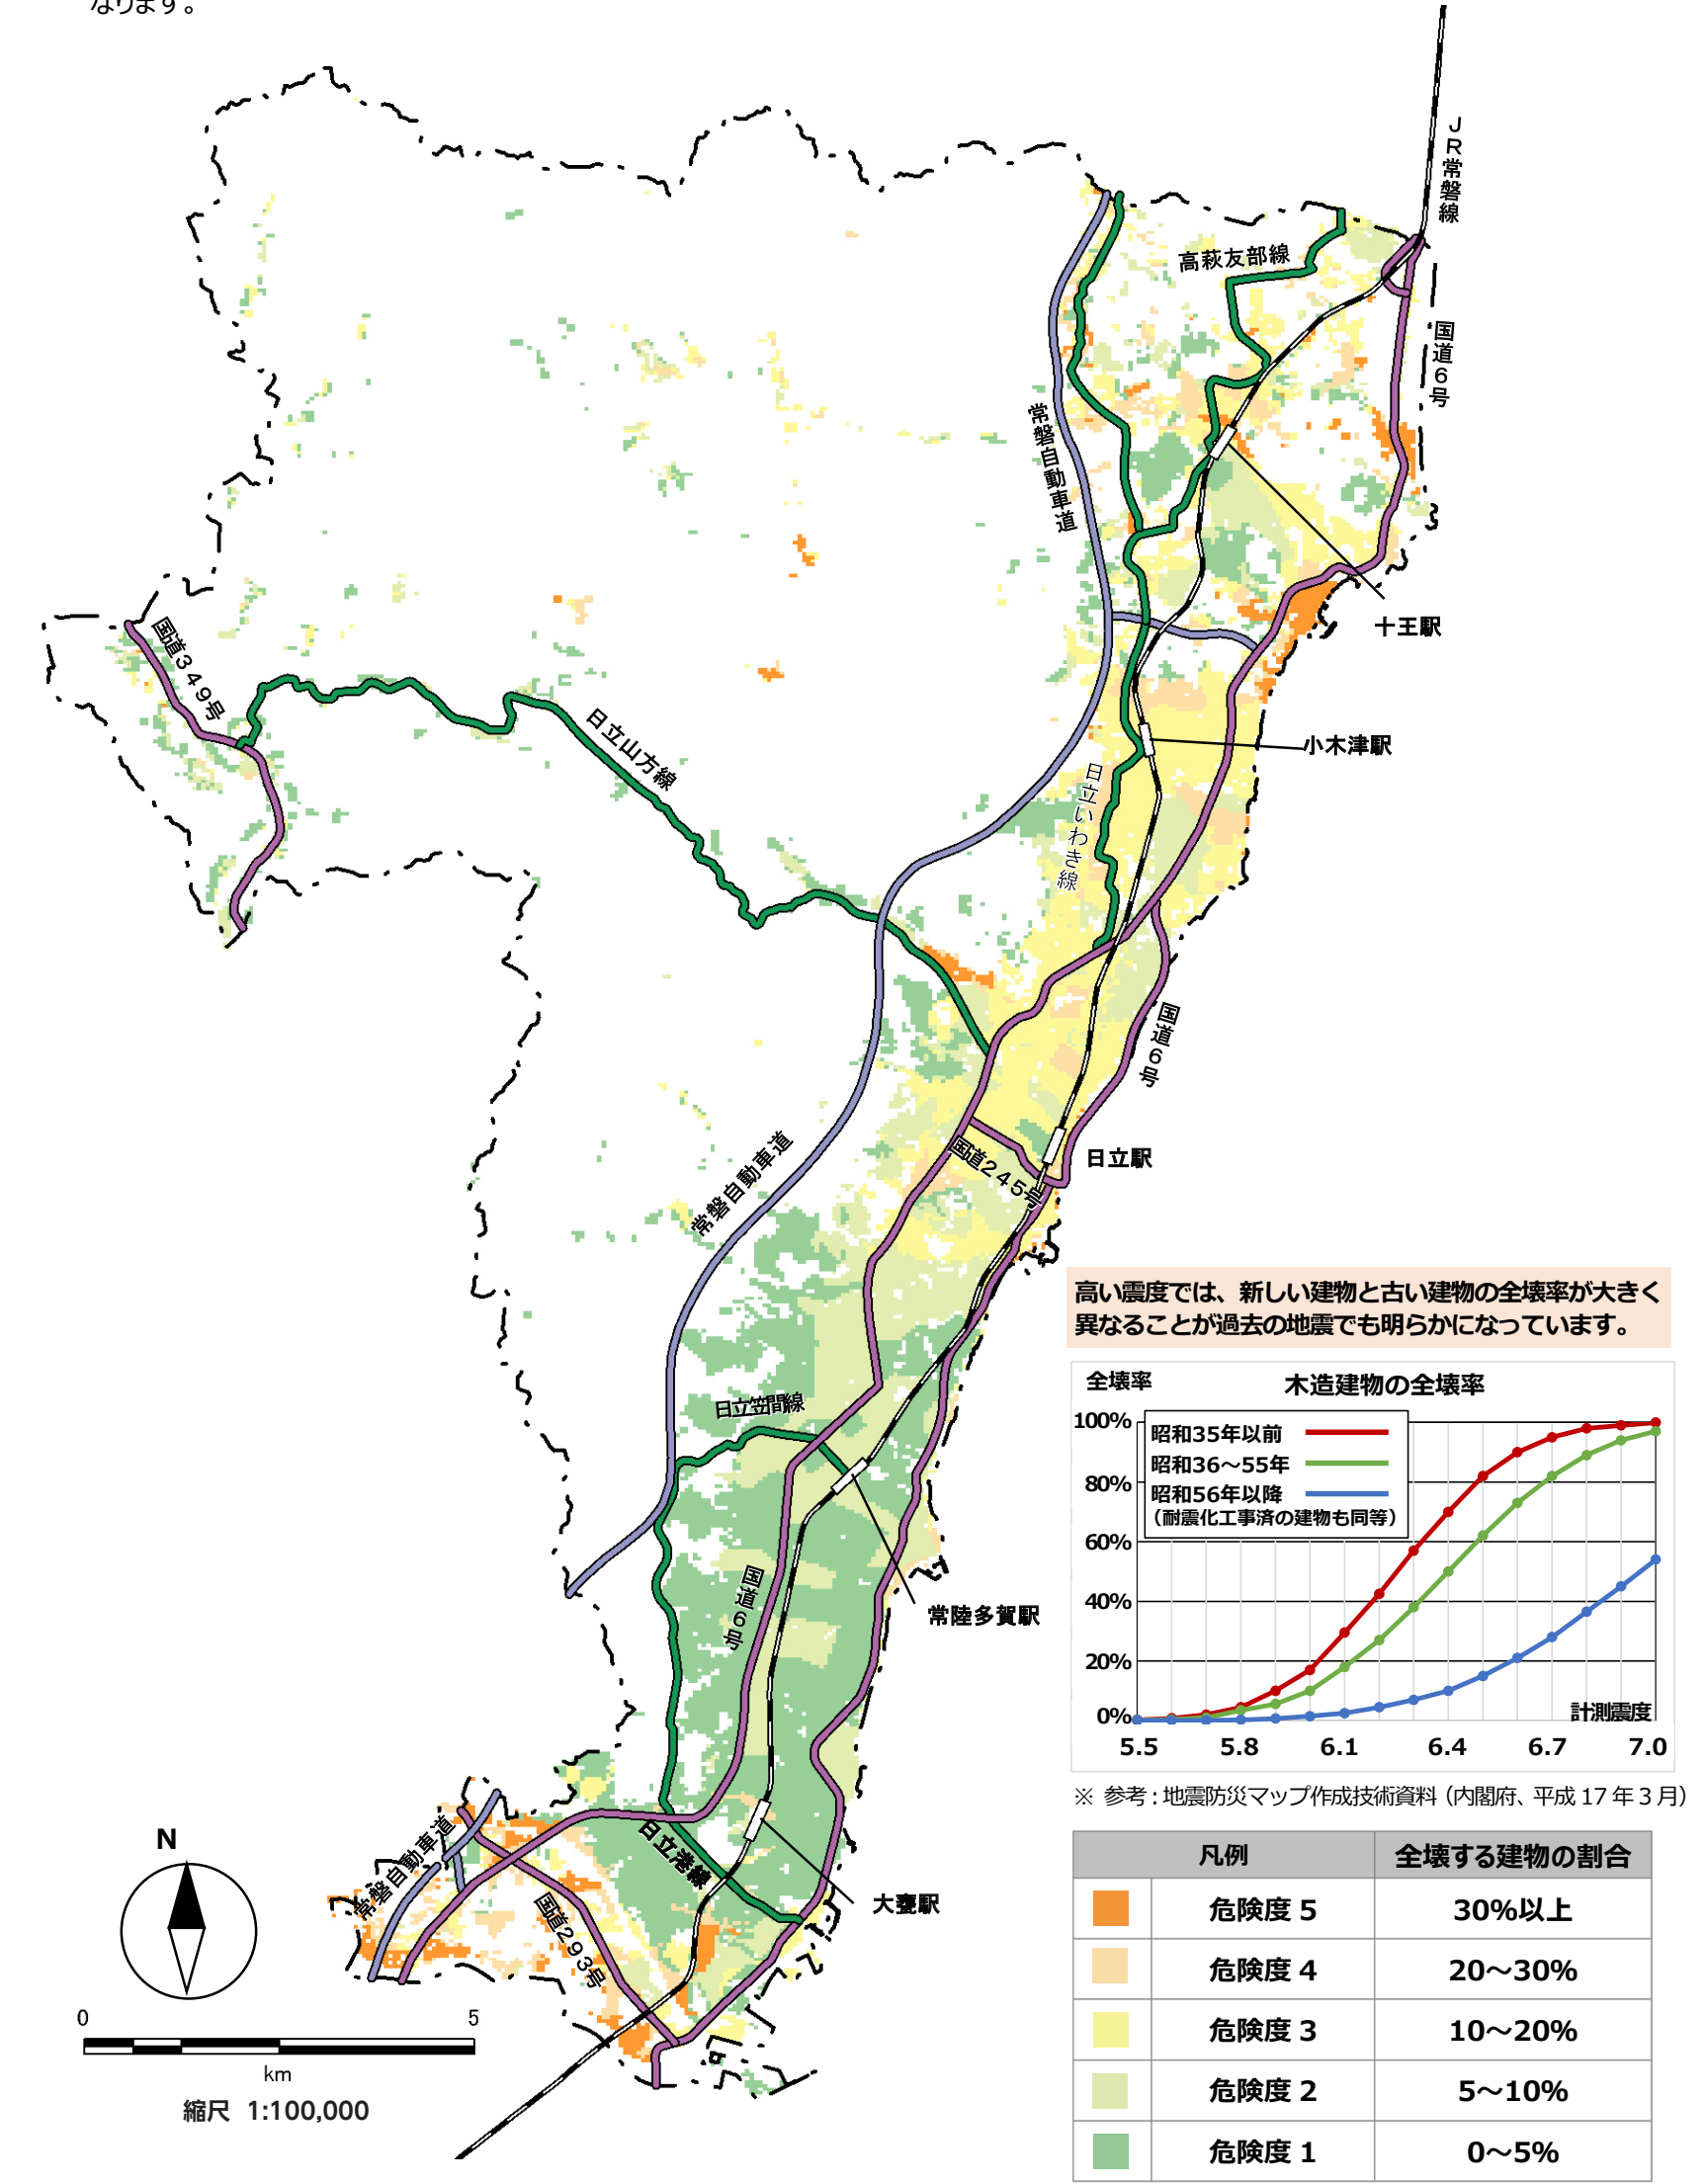 なります。
JR常磐線
高萩友部線
国道6号
常磐自動車道
十王駅
国道349号
日立山方線
小木津駅
日立いわき線
国道6号
日立駅
国道245号
常磐自動車道
高い震度では、新しい建物と古い建物の全壊率が大きく
異なることが過去の地震でも明らかになっています。
全壊率
木造建物の全壊率
100%
80%
60%
40%
20%
0%
昭和35年以前
昭和36～55年
昭和56年以降
(耐震化工事済の建物も同等)
計測震度
5.5 5.8 6.1 6.4 6.7 7.0
※ 参考:地震防災マップ作成技術資料(内閣府、平成17年3月)
日立笠間線
国道6号
常陸多賀駅
常磐自動車道
日立港線
国道293号
大甕駅
N
0 5
km
縮尺 1:100,000
凡例 全壊する建物の割合
危険度5 30%以上
危険度4 20～30%
危険度3 10～20%
危険度2 5～10%
危険度1 0～5%